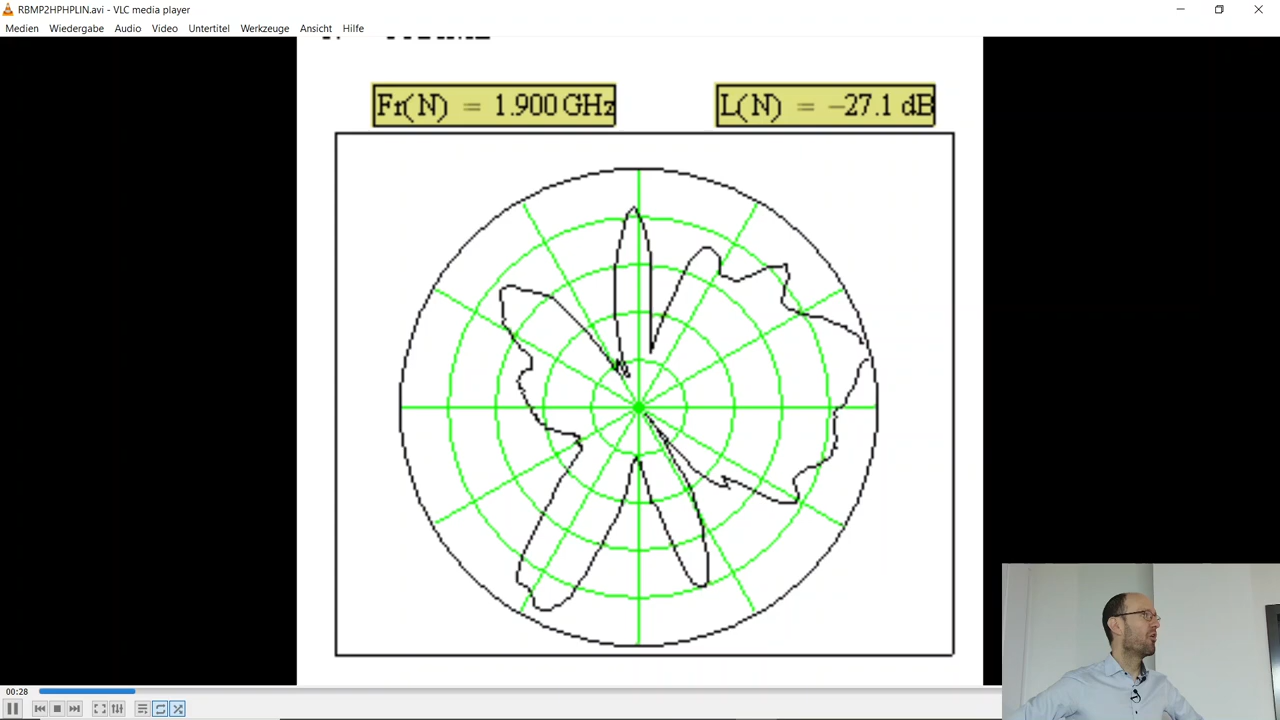 RBMP2HPHPLIN.avi - VLC media player
Medien Wiedergabe Audio Video Untertitel Werkzeuge Ansicht Hilfe
Fr(N) = 1.900 GHz
L(N) = −27.1 dB
00:28